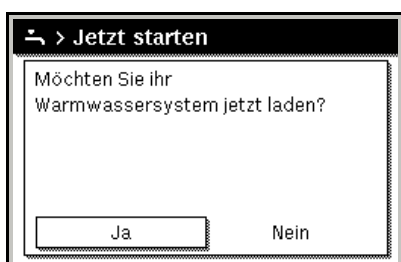 > Jetzt starten
Möchten Sie ihr
Warmwassersystem jetzt laden?
Ja
Nein